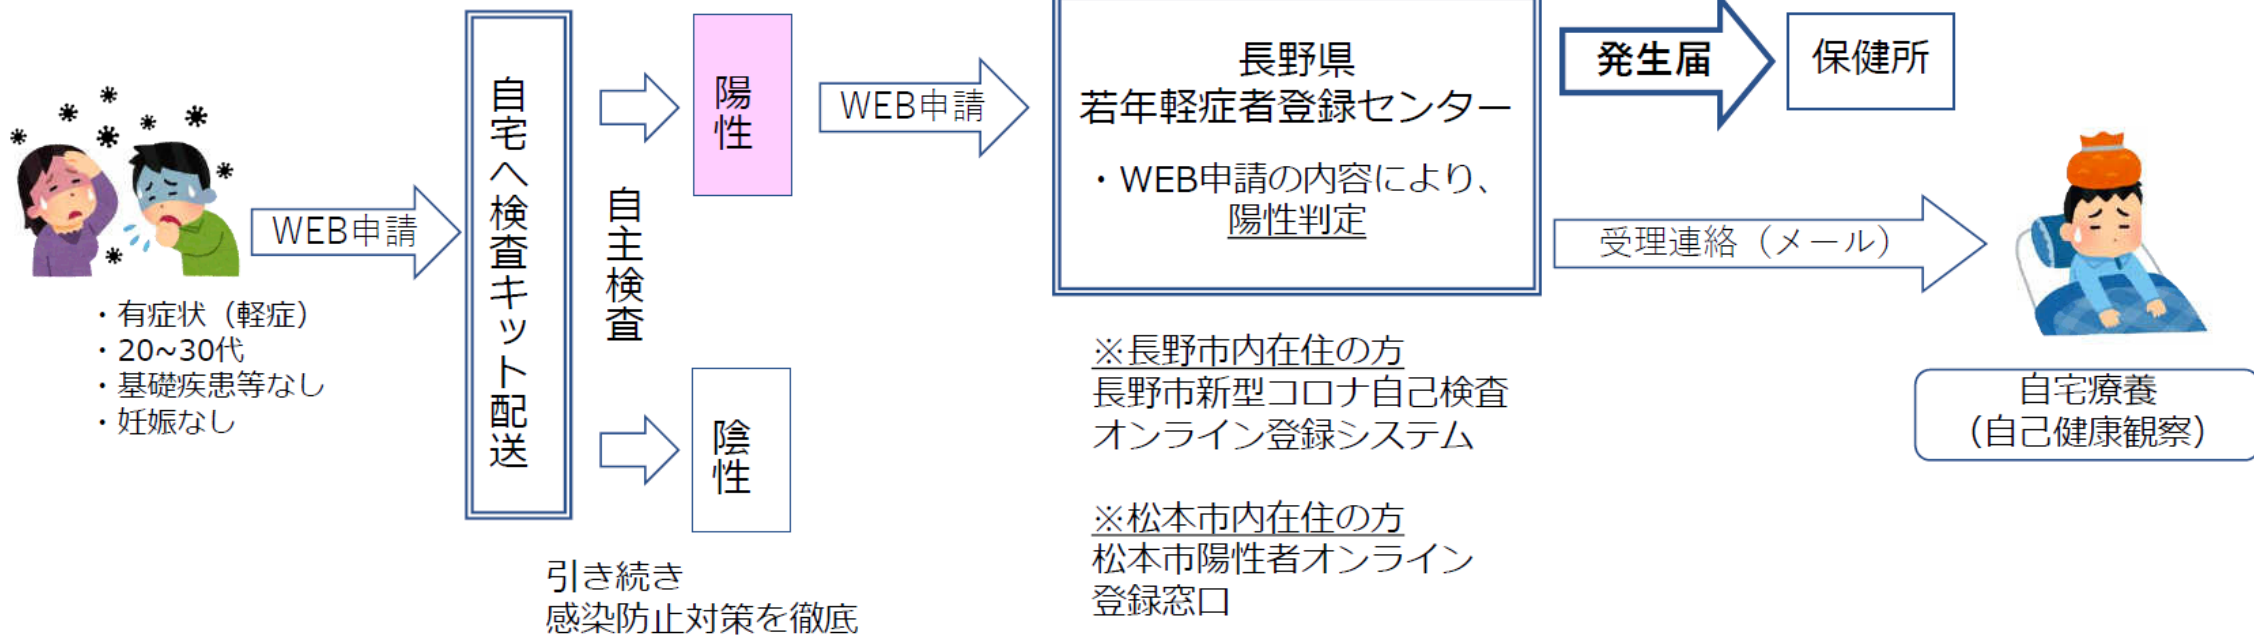 ・有症状（軽症）
・20~30代
・基礎疾患等なし
・妊娠なし
WEB申請
自宅へ検査キット配送
自主検査
陽性
陰性
引き続き
感染防止対策を徹底
WEB申請
長野県
若年軽症者登録センター
・WEB申請の内容により、
陽性判定
※長野市内在住の方
長野市新型コロナ自己検査
オンライン登録システム
※松本市内在住の方
松本市陽性者オンライン
登録窓口
発生届
保健所
受理連絡（メール）
自宅療養
（自己健康観察）